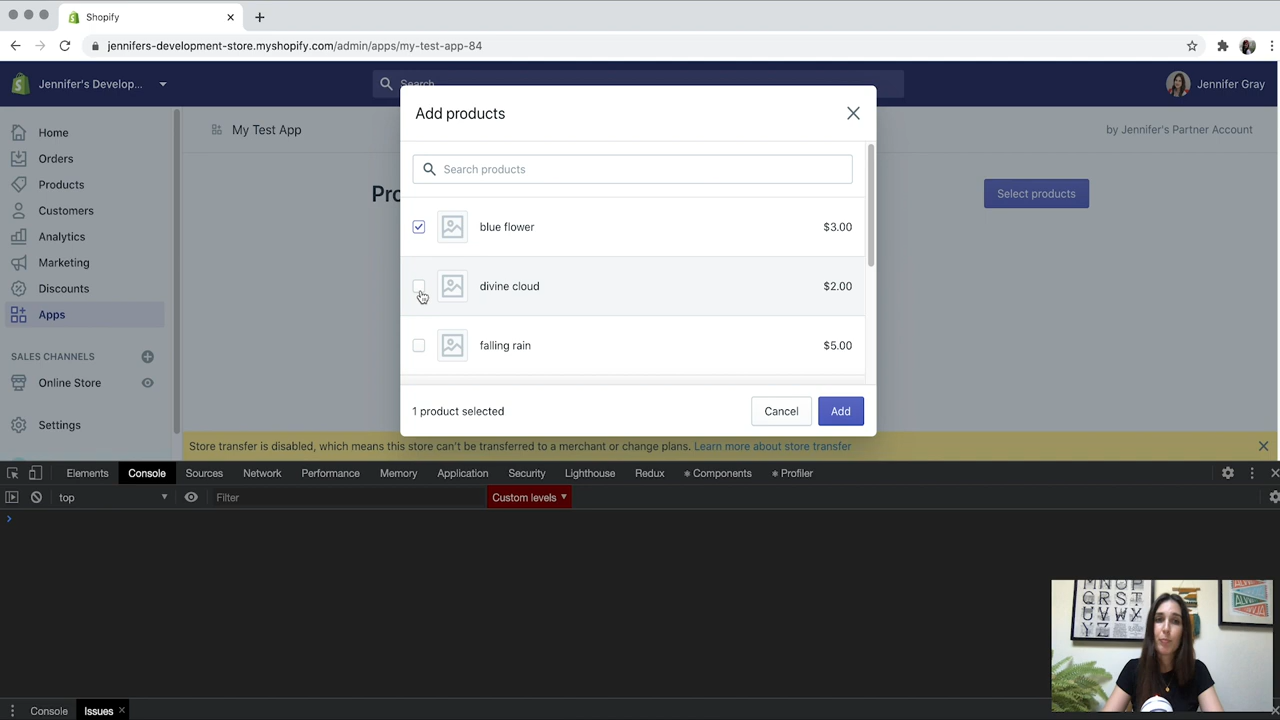 Shopify
jennifers-development-store.myshopify.com/admin/apps/my-test-app-84
Jennifer's Develop...
Search
Jennifer Gray
Home
Orders
Products
Customers
Analytics
Marketing
Discounts
Apps
SALES CHANNELS
Online Store
Settings
My Test App
by Jennifer's Partner Account
Select products
Add products
Search products
blue flower $3.00
divine cloud $2.00
falling rain $5.00
1 product selected
Cancel
Add
Store transfer is disabled, which means this store can't be transferred to a merchant or change plans. Learn more about store transfer
Elements Console Sources Network Performance Memory Application Security Lighthouse Redux Components Profiler
top Filter Custom levels
MNOP
QRST
UVWX
YZ
Console Issues